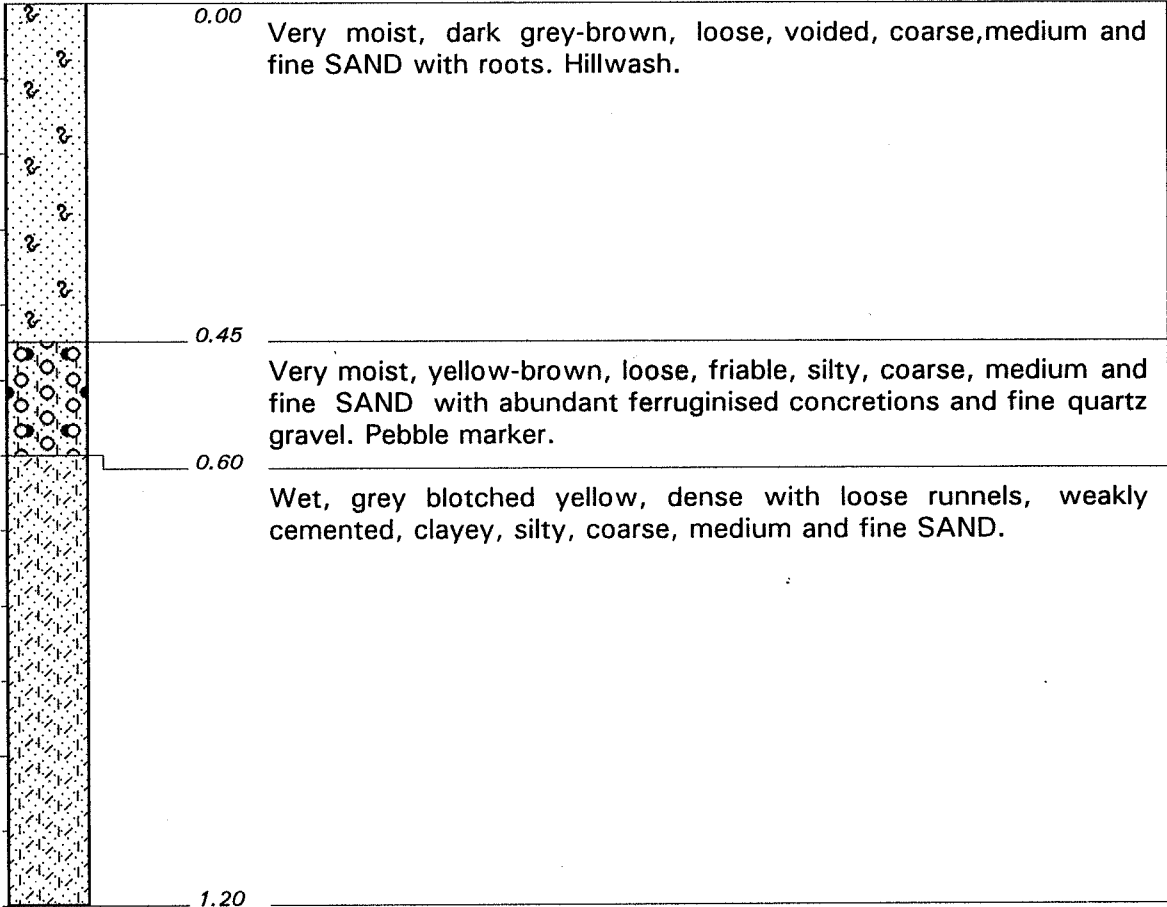 0.00
Very moist, dark grey-brown, loose, voided, coarse,medium and
fine SAND with roots. Hillwash.
0.45
Very moist, yellow-brown, loose, friable, silty, coarse, medium and
fine SAND with abundant ferruginised concretions and fine quartz
gravel. Pebble marker.
0.60
Wet, grey blotched yellow, dense with loose runnels, weakly
cemented, clayey, silty, coarse, medium and fine SAND.
1.20